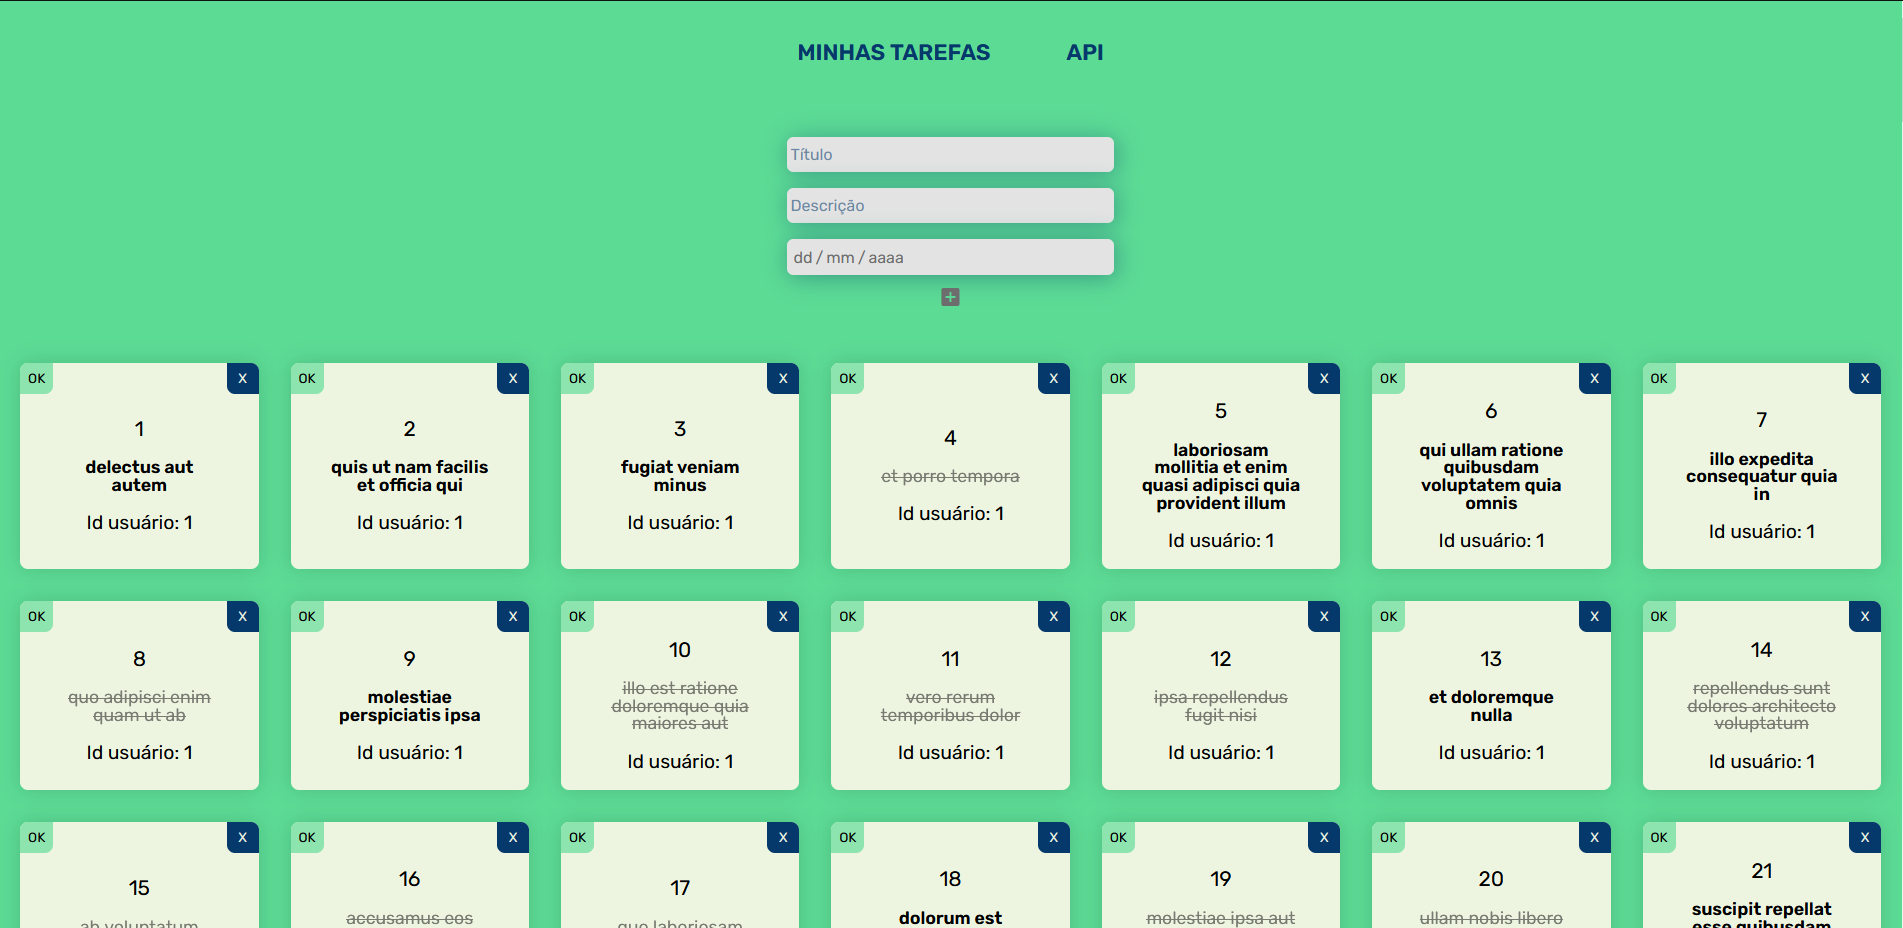 MINHAS TAREFAS API
Título
Descrição
dd / mm / aaaa
OK X
1
delectus aut
autem
Id usuário: 1
OK X
2
quis ut nam facilis
et officia qui
Id usuário: 1
OK X
3
fugiat veniam
minus
Id usuário: 1
OK X
4
et porro tempora
Id usuário: 1
OK X
5
laboriosam
mollitia et enim
quasi adipisci quia
provident illum
Id usuário: 1
OK X
6
qui ullam ratione
quibusdam
voluptatem quia
omnis
Id usuário: 1
OK X
7
illo expedita
consequatur quia
in
Id usuário: 1
OK X
8
quo adipisci enim
quam ut ab
Id usuário: 1
OK X
9
molestiae
perspiciatis ipsa
Id usuário: 1
OK X
10
illo est ratione
doloremque quia
maiores aut
Id usuário: 1
OK X
11
vero rerum
temporibus dolor
Id usuário: 1
OK X
12
ipsa repellendus
fugit nisi
Id usuário: 1
OK X
13
et doloremque
nulla
Id usuário: 1
OK X
14
repellendus sunt
dolores architecto
voluptatum
Id usuário: 1
OK X
15
ab voluptatum
OK X
16
accusamus eos
OK X
17
quo laboriosam
OK X
18
dolorum est
OK X
19
molestiae ipsa aut
OK X
20
ullam nobis libero
OK X
21
suscipit repellat
esse quibusdam